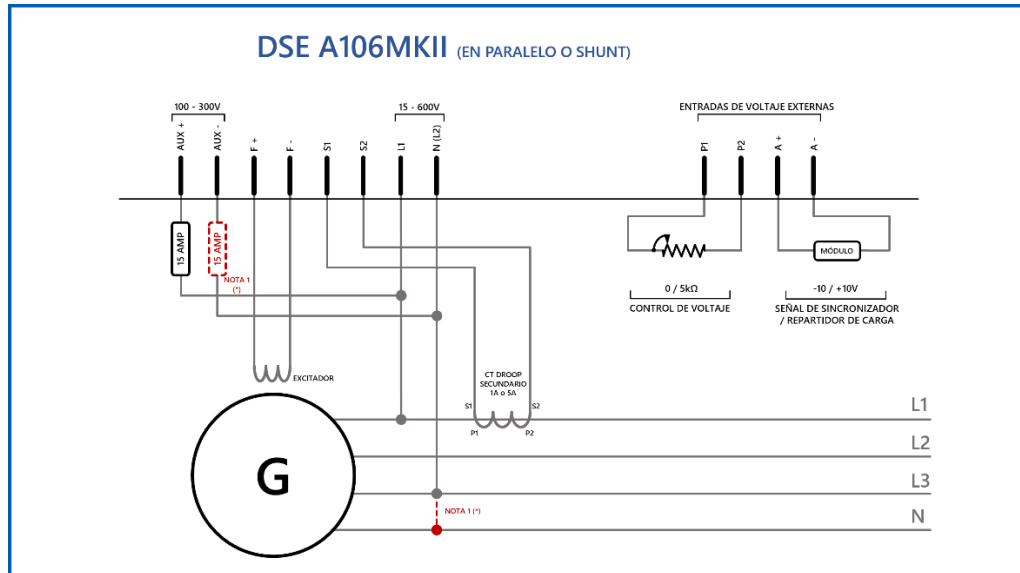 DSE A106MKII (EN PARALELO O SHUNT)
100 - 300V
15 - 600V
ENTRADAS DE VOLTAJE EXTERNAS
AUX +
AUX -
F +
F -
S1
S2
L1
N (L2)
P1
P2
A +
A -
15 AMP
15 AMP
NOTA 1
(*)
MÓDULO
0 / 5kΩ
CONTROL DE VOLTAJE
-10 / +10V
SEÑAL DE SINCRONIZADOR
/ REPARTIDOR DE CARGA
EXCITADOR
CT DROOP
SECUNDARIO
1A o 5A
S1
S2
P1
P2
L1
L2
G
L3
NOTA 1 (*)
N